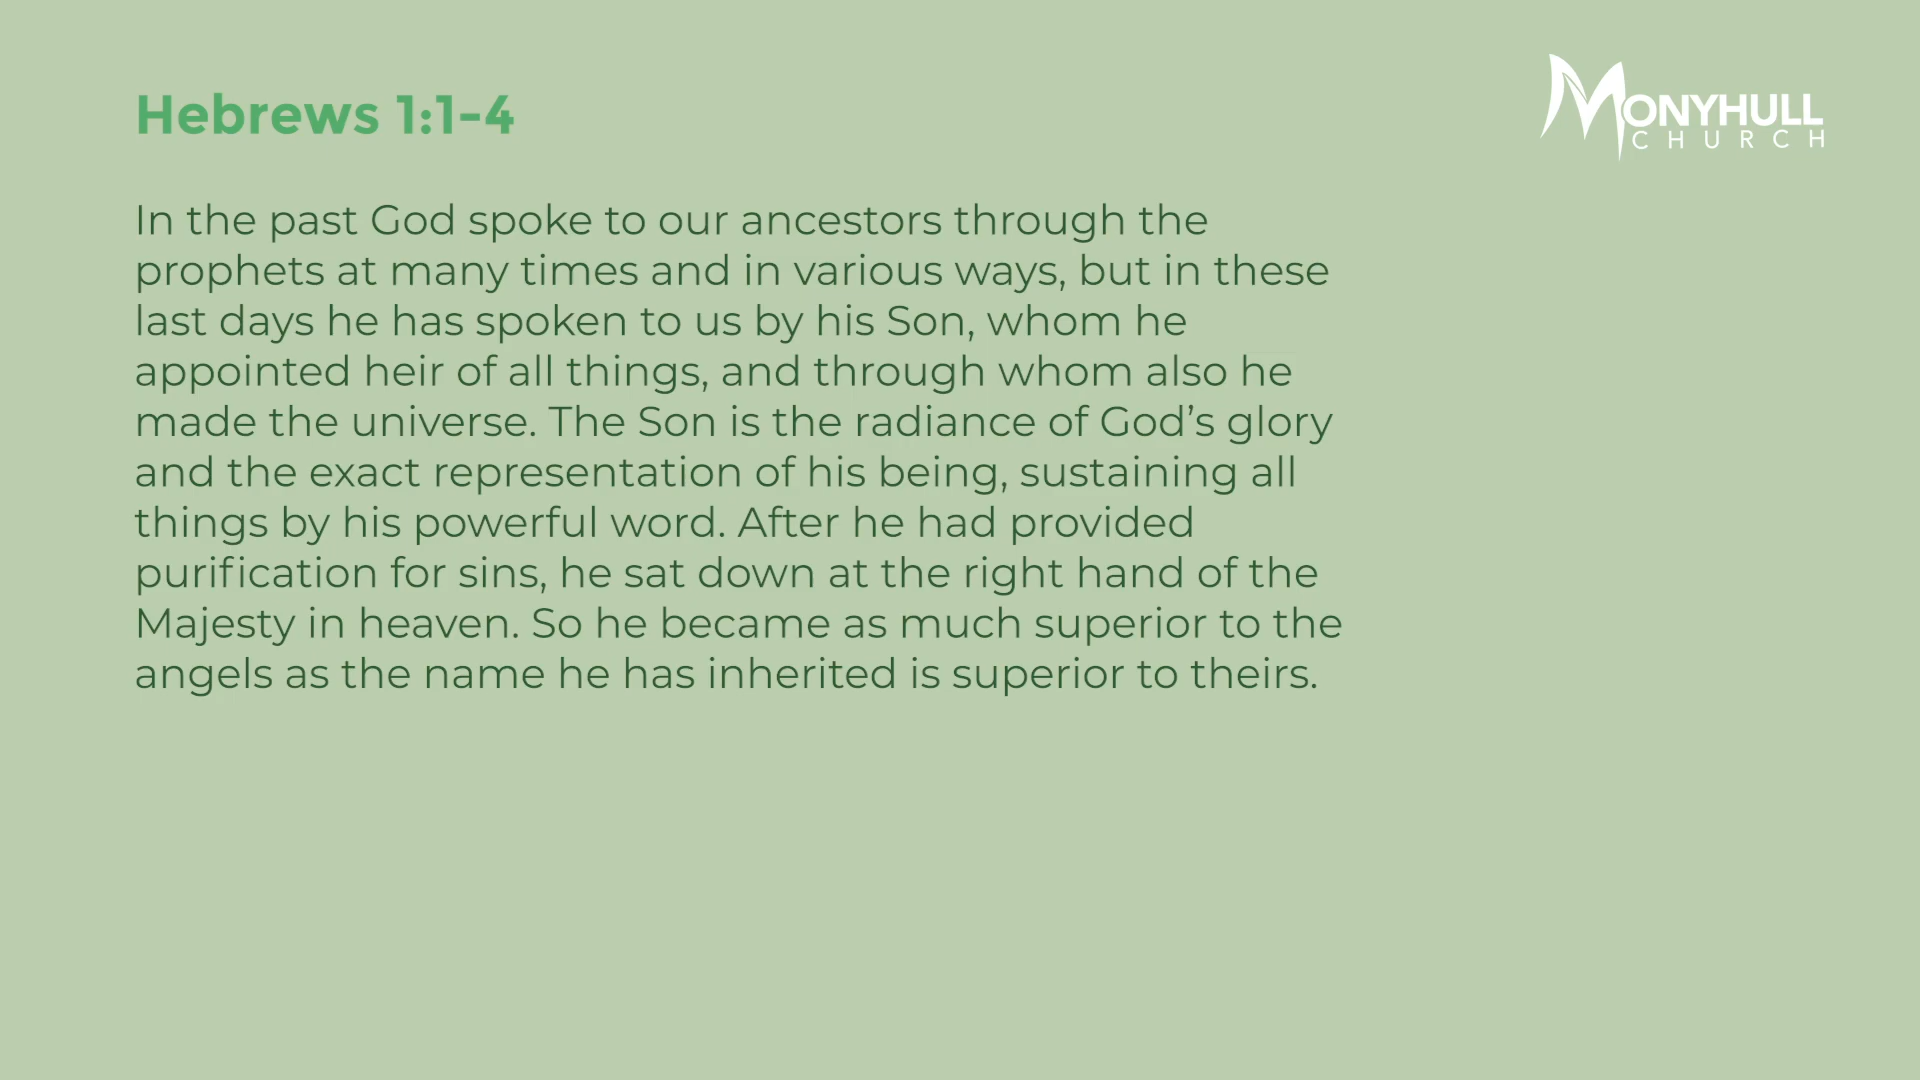 Hebrews 1:1-4
MONYHULL
CHURCH
In the past God spoke to our ancestors through the
prophets at many times and in various ways, but in these
last days he has spoken to us by his Son, whom he
appointed heir of all things, and through whom also he
made the universe. The Son is the radiance of God’s glory
and the exact representation of his being, sustaining all
things by his powerful word. After he had provided
purification for sins, he sat down at the right hand of the
Majesty in heaven. So he became as much superior to the
angels as the name he has inherited is superior to theirs.